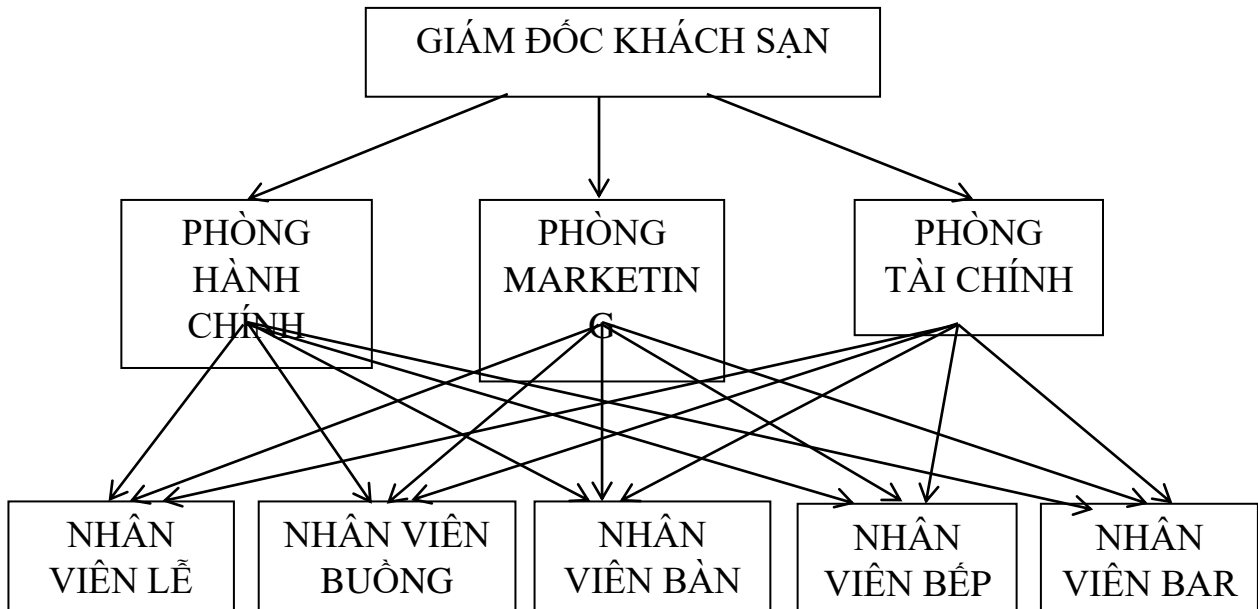 GIÁM ĐỐC KHÁCH SẠN
PHÒNG
HÀNH
CHÍNH
PHÒNG
MARKETIN
G
PHÒNG
TÀI CHÍNH
NHÂN
VIÊN LỄ
NHÂN VIÊN
BUỒNG
NHÂN
VIÊN BÀN
NHÂN
VIÊN BẾP
NHÂN
VIÊN BAR